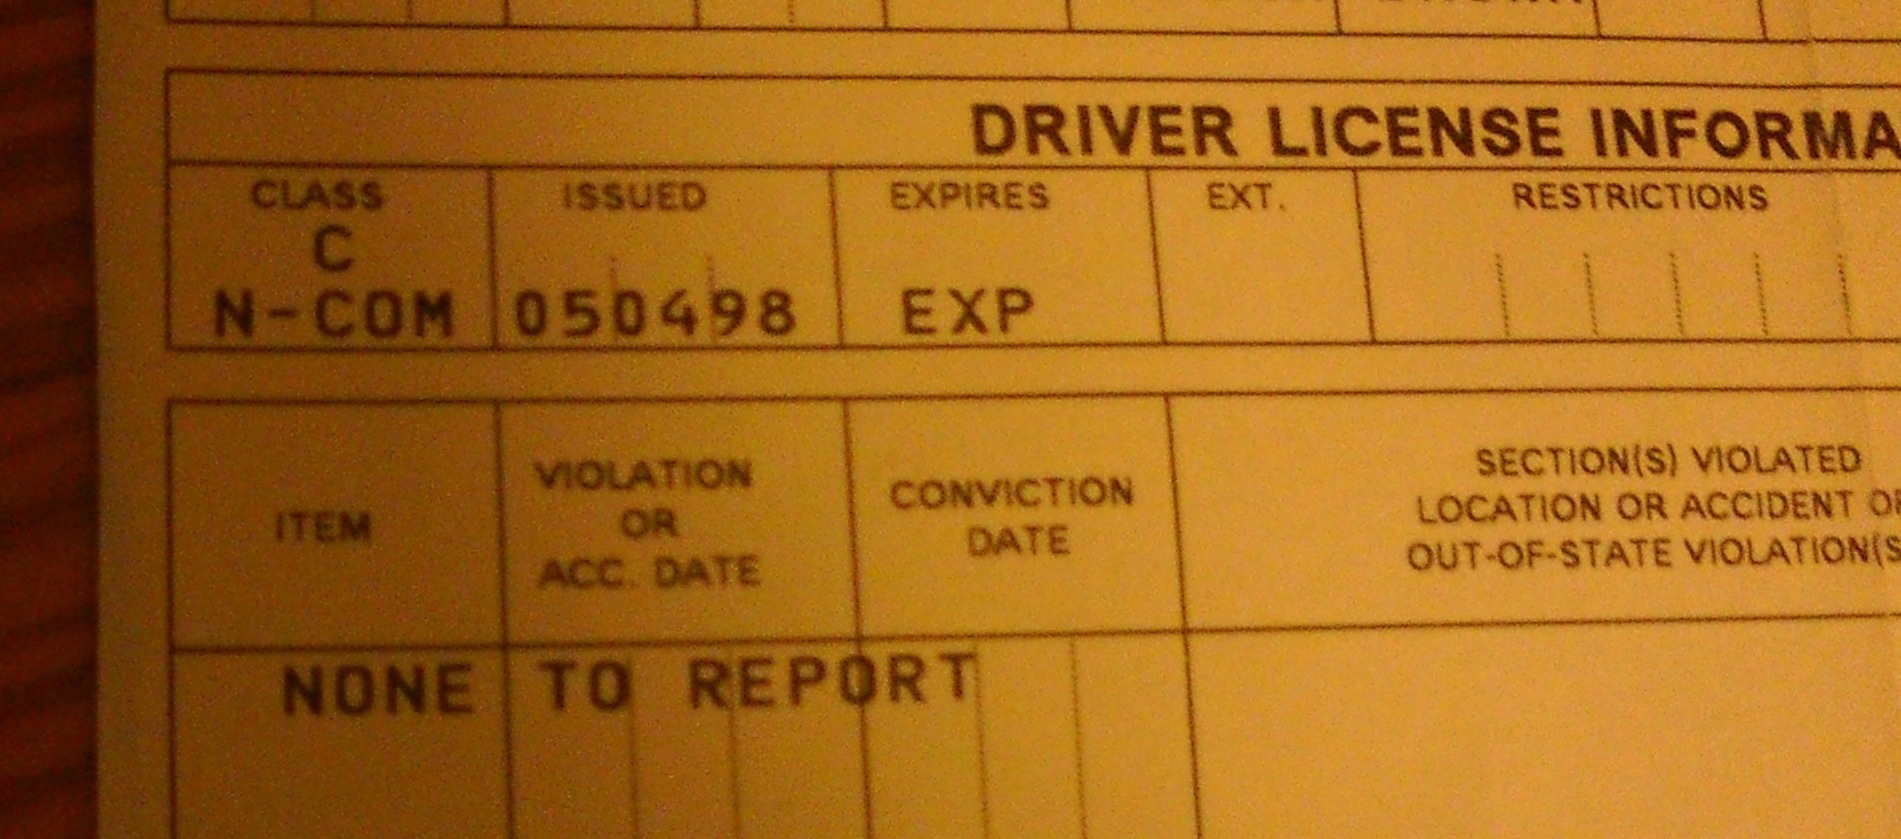 DRIVER LICENSE INFORMA
CLASS ISSUED EXPIRES EXT. RESTRICTIONS
C
N-COM 050498 EXP
ITEM
VIOLATION
OR
ACC. DATE
CONVICTION
DATE
SECTION(S) VIOLATED
LOCATION OR ACCIDENT O
OUT-OF-STATE VIOLATION(S
NONE TO REPORT